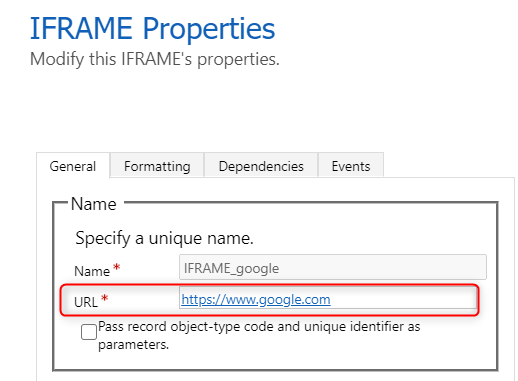 IFRAME Properties
Modify this IFRAME's properties.
General Formatting Dependencies Events
Name
Specify a unique name.
Name* IFRAME_google
URL* https://www.google.com
Pass record object-type code and unique identifier as
parameters.